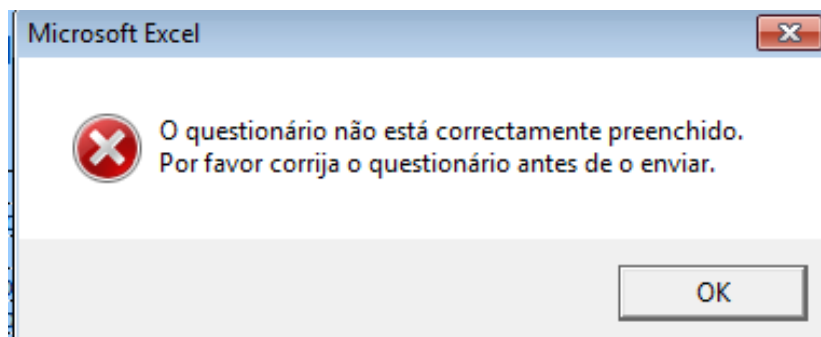 Microsoft Excel
O questionário não está correctamente preenchido.
Por favor corrija o questionário antes de o enviar.
OK